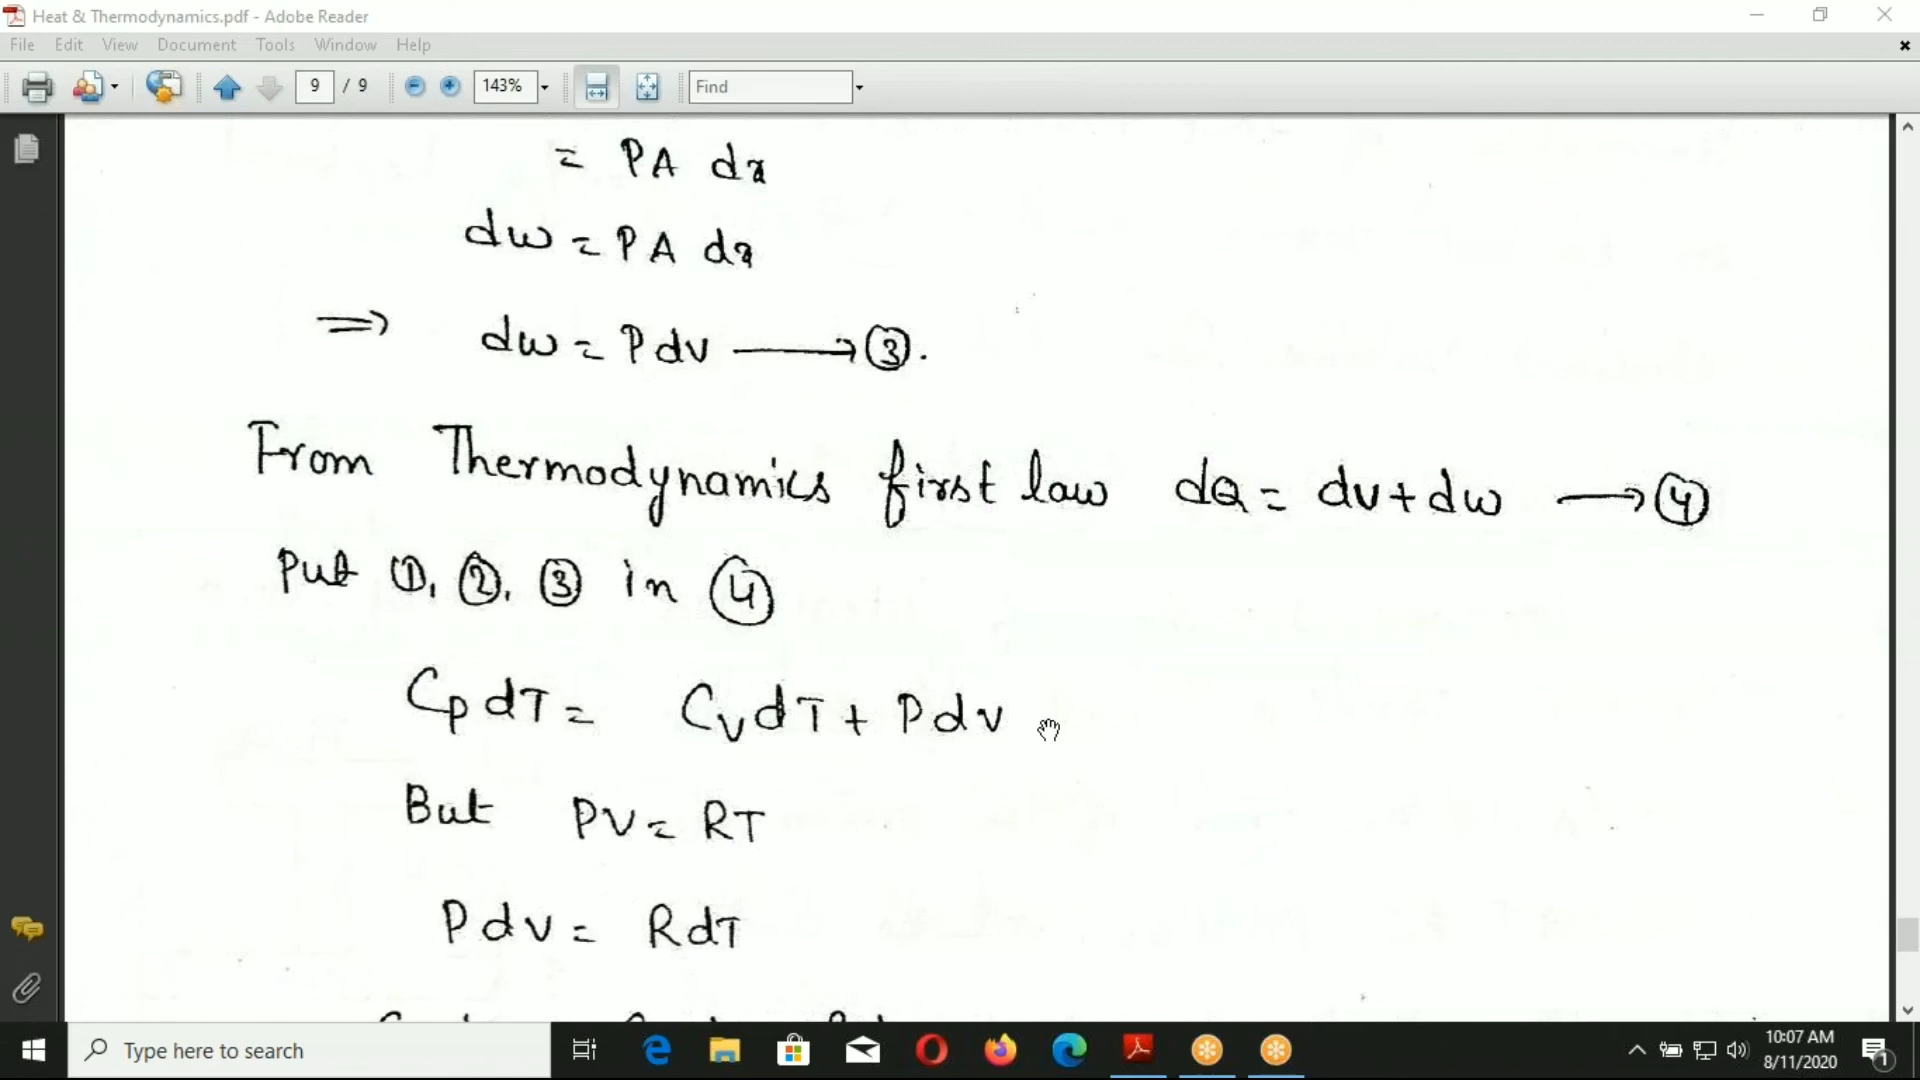 Heat & Thermodynamics.pdf - Adobe Reader
File Edit View Document Tools Window Help
9 / 9 143% Find
= PA dx
dw = PA dx
⇒ dw = Pdv ⟶ ③.
From Thermodynamics first law dQ = dv + dw ⟶ ④
Put ①, ②, ③ in ④
CpdT = CvdT + Pdv
But PV = RT
Pdv = RdT
Type here to search
10:07 AM
8/11/2020
1